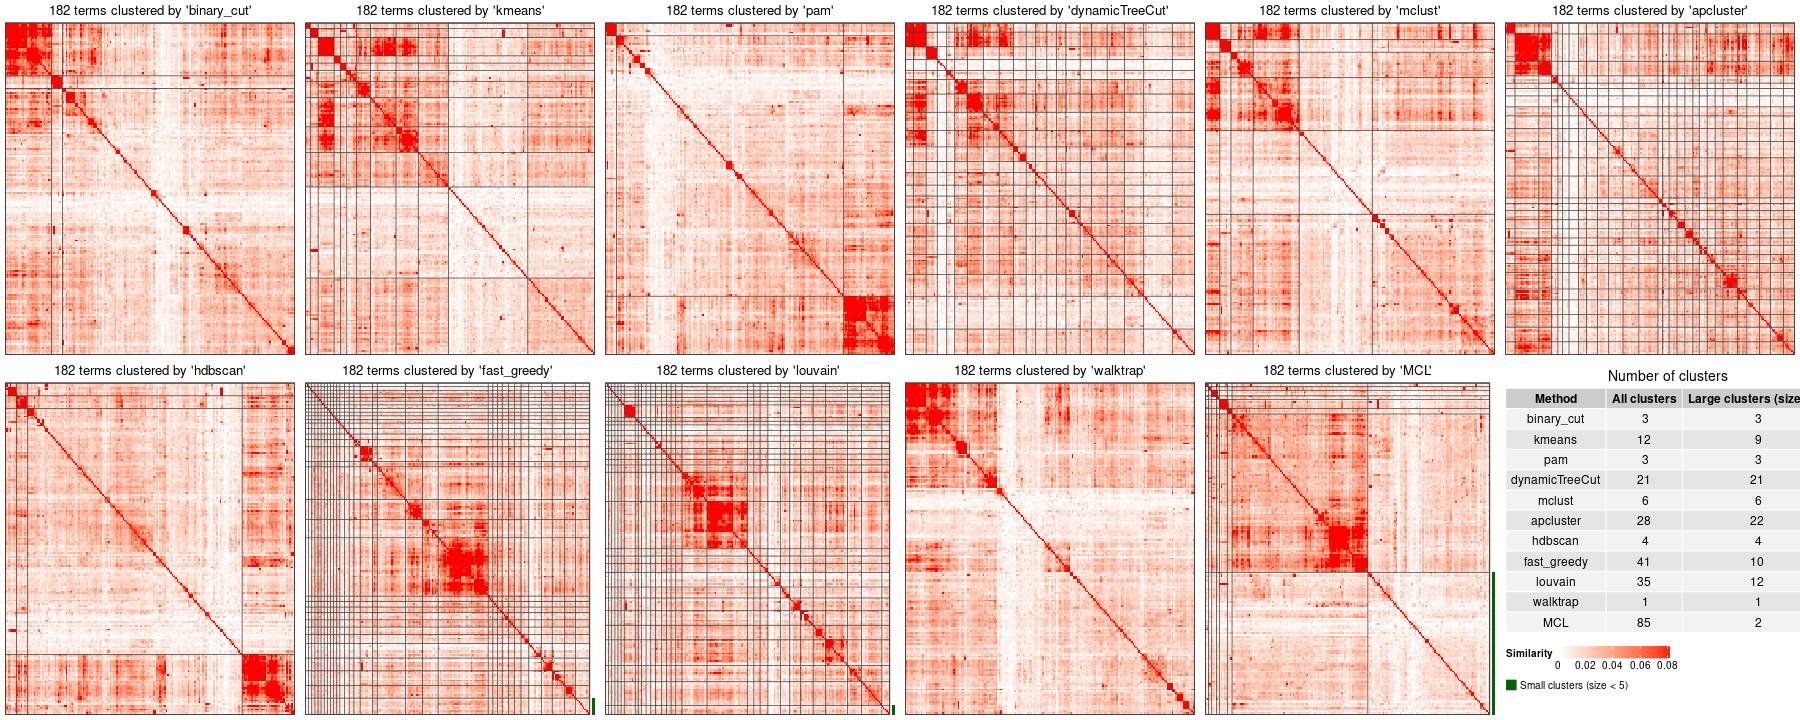 182 terms clustered by 'binary_cut'
182 terms clustered by 'kmeans'
182 terms clustered by 'pam'
182 terms clustered by 'dynamicTreeCut'
182 terms clustered by 'mclust'
182 terms clustered by 'apcluster'
182 terms clustered by 'hdbscan'
182 terms clustered by 'fast_greedy'
182 terms clustered by 'louvain'
182 terms clustered by 'walktrap'
182 terms clustered by 'MCL'
Number of clusters
Method All clusters Large clusters (size
binary_cut 3 3
kmeans 12 9
pam 3 3
dynamicTreeCut 21 21
mclust 6 6
apcluster 28 22
hdbscan 4 4
fast_greedy 41 10
louvain 35 12
walktrap 1 1
MCL 85 2
Similarity
0 0.02 0.04 0.06 0.08
Small clusters (size < 5)